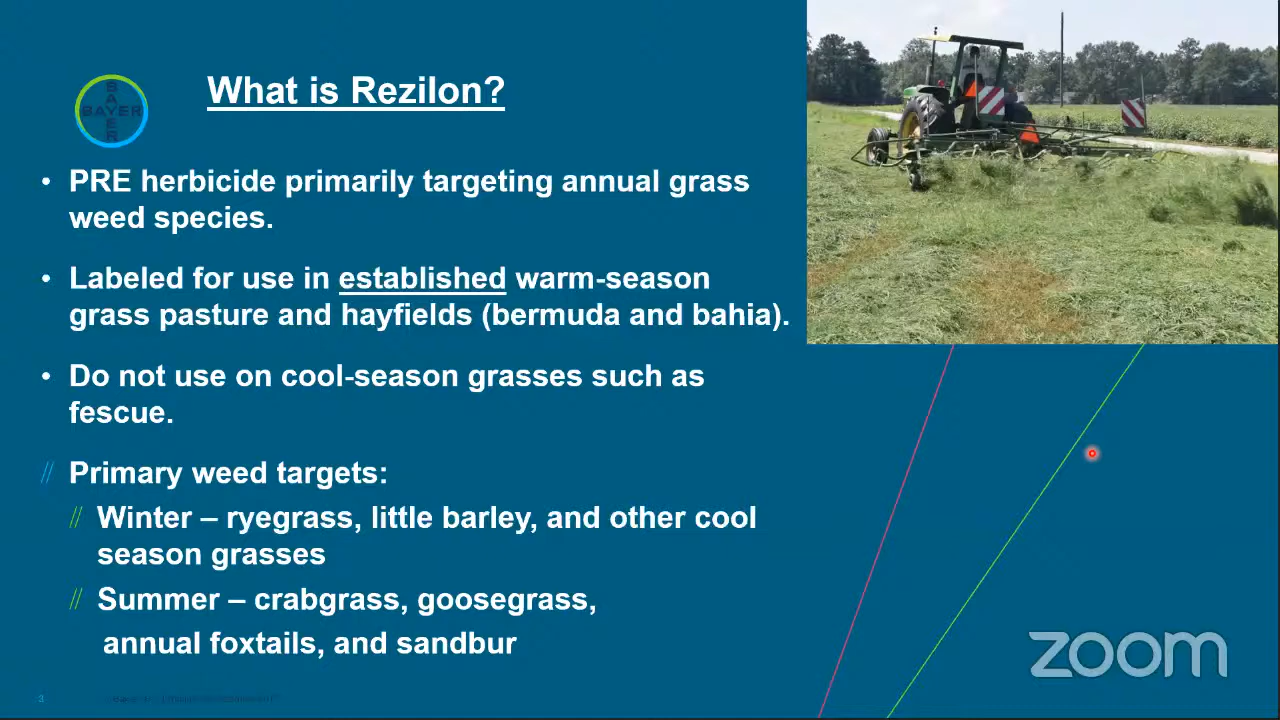 What is Rezilon?
BAYER
BAYER
• PRE herbicide primarily targeting annual grass
weed species.
• Labeled for use in established warm-season
grass pasture and hayfields (bermuda and bahia).
• Do not use on cool-season grasses such as
fescue.
// Primary weed targets:
// Winter – ryegrass, little barley, and other cool
season grasses
// Summer – crabgrass, goosegrass,
annual foxtails, and sandbur
zoom
3